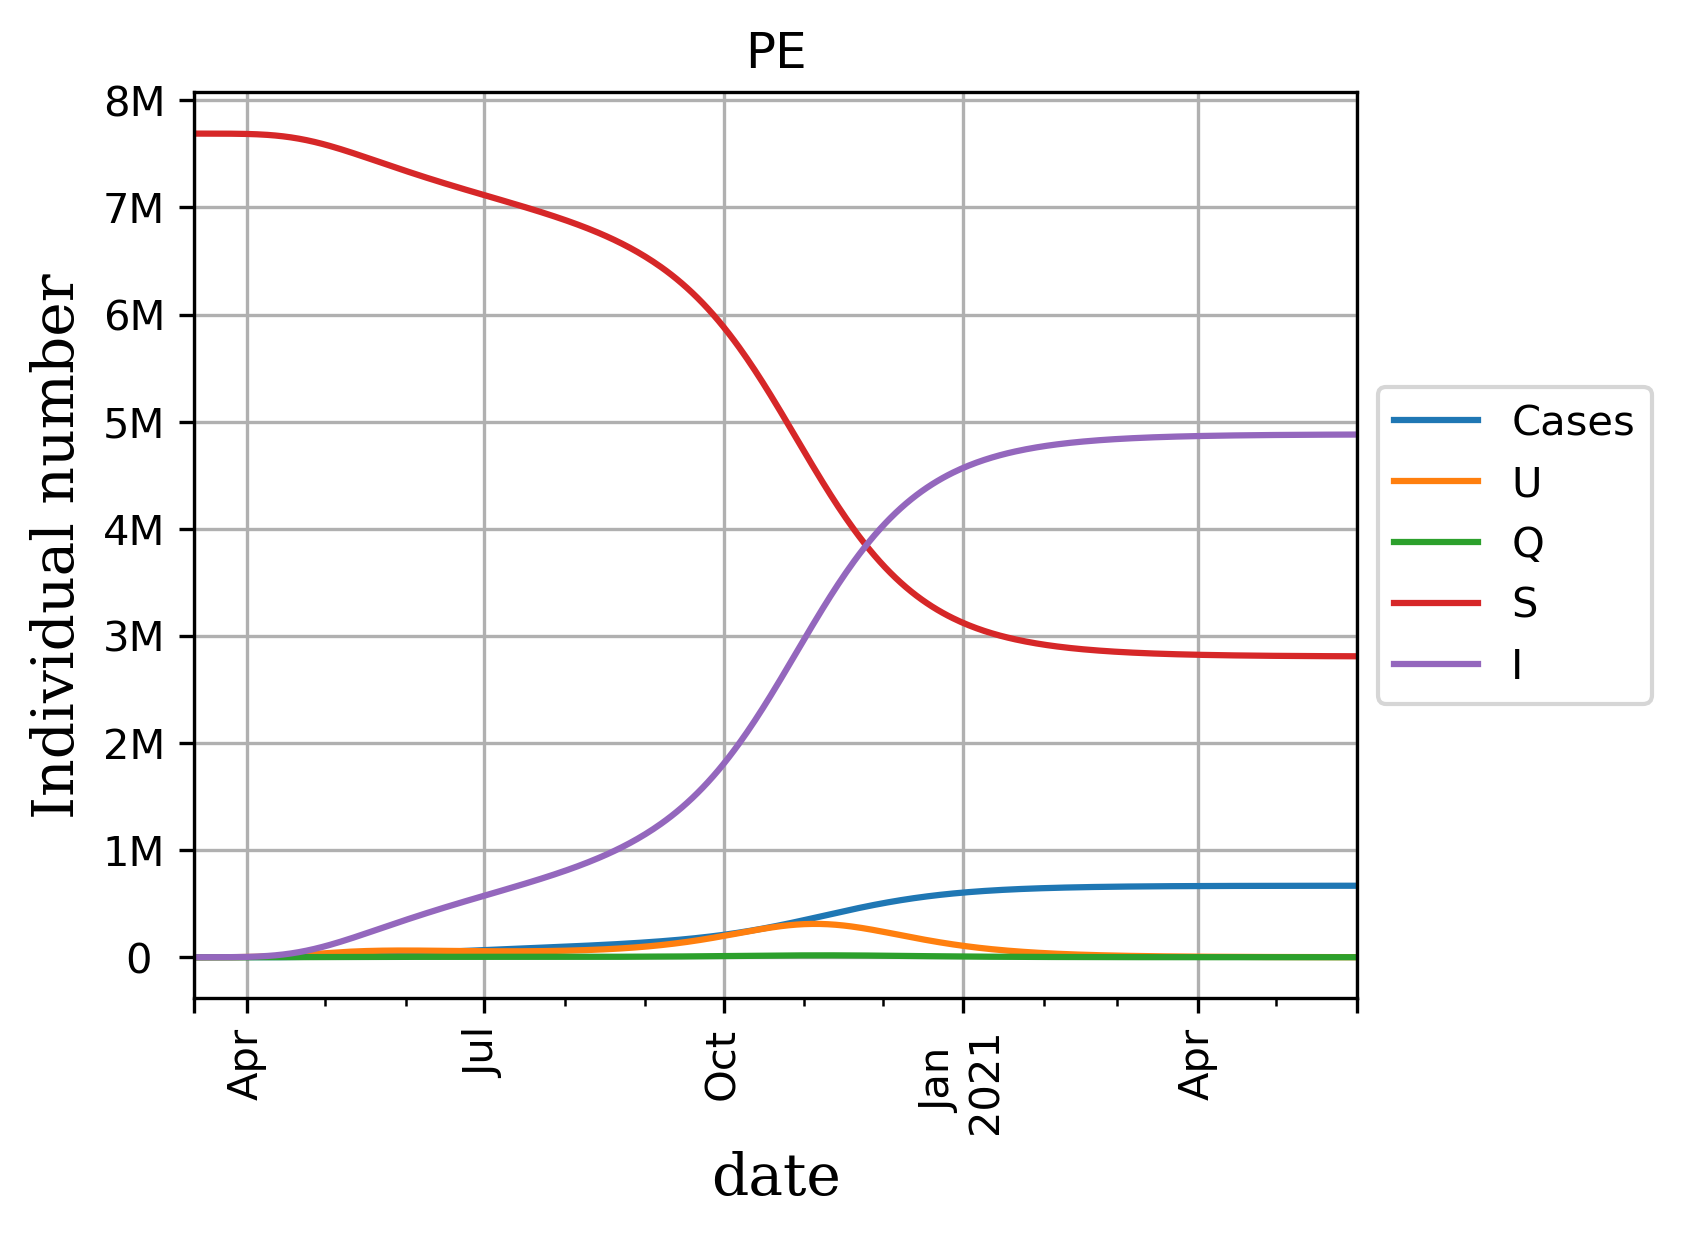 PE
8M
7M
6M
5M
4M
3M
2M
1M
0
Individual number
Apr
Jul
Oct
Jan
2021
Apr
date
Cases
U
Q
S
I